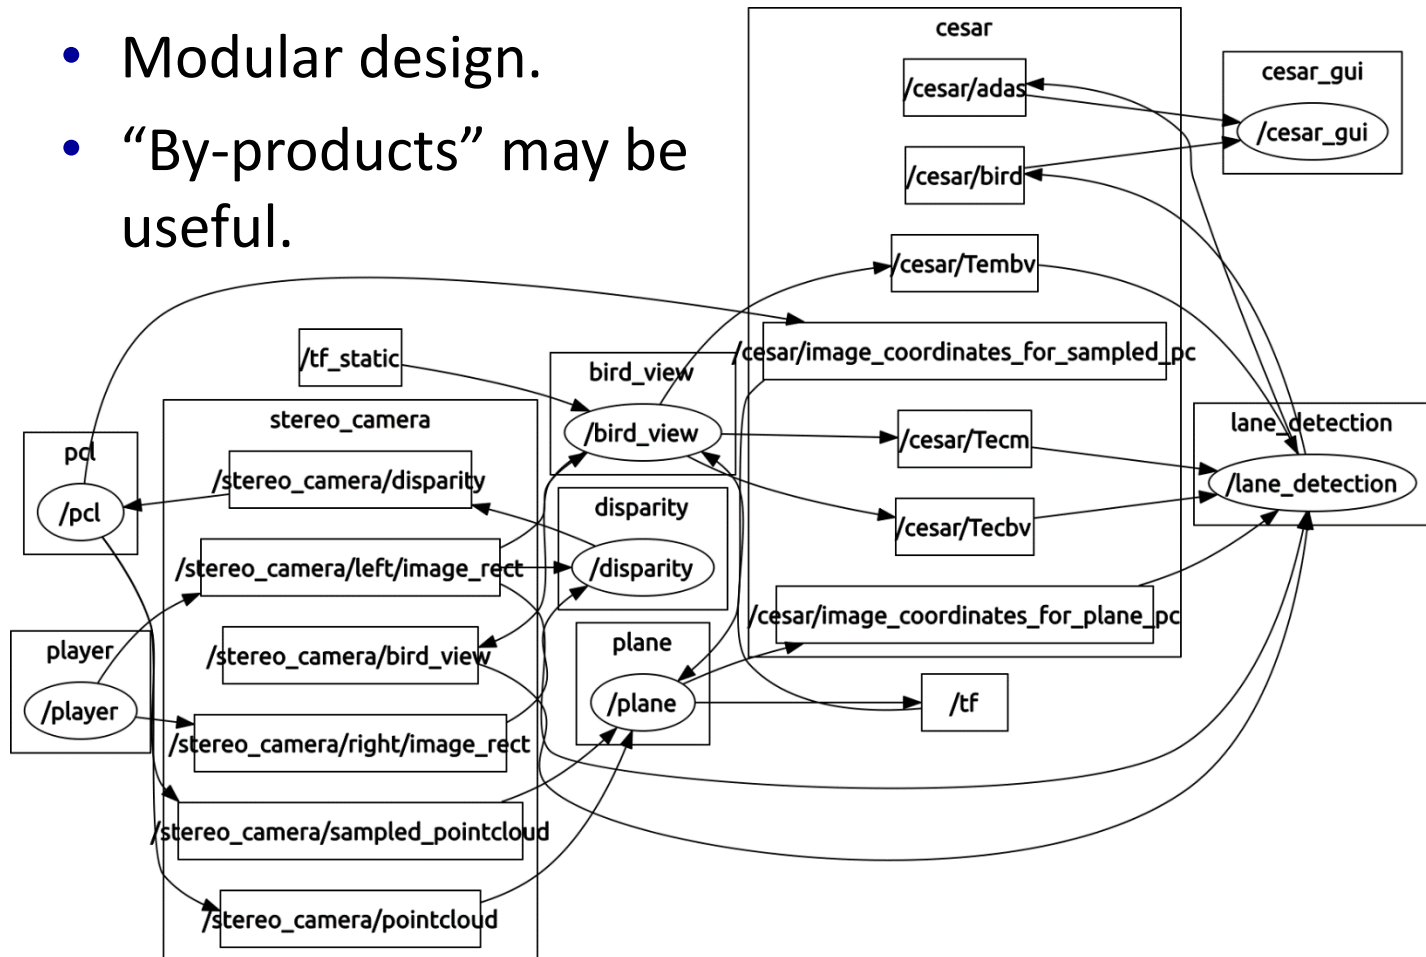 • Modular design.
• “By-products” may be
useful.
cesar
/cesar/adas
/cesar/bird
/cesar/Tembv
/cesar/image_coordinates_for_sampled_pc
/cesar/Tecm
/cesar/Tecbv
/cesar/image_coordinates_for_plane_pc
cesar_gui
/cesar_gui
/tf_static
bird_view
/bird_view
stereo_camera
/stereo_camera/disparity
/stereo_camera/left/image_rect
/stereo_camera/bird_view
/stereo_camera/right/image_rect
/stereo_camera/sampled_pointcloud
/stereo_camera/pointcloud
pcl
/pcl
player
/player
disparity
/disparity
plane
/plane
/tf
lane_detection
/lane_detection